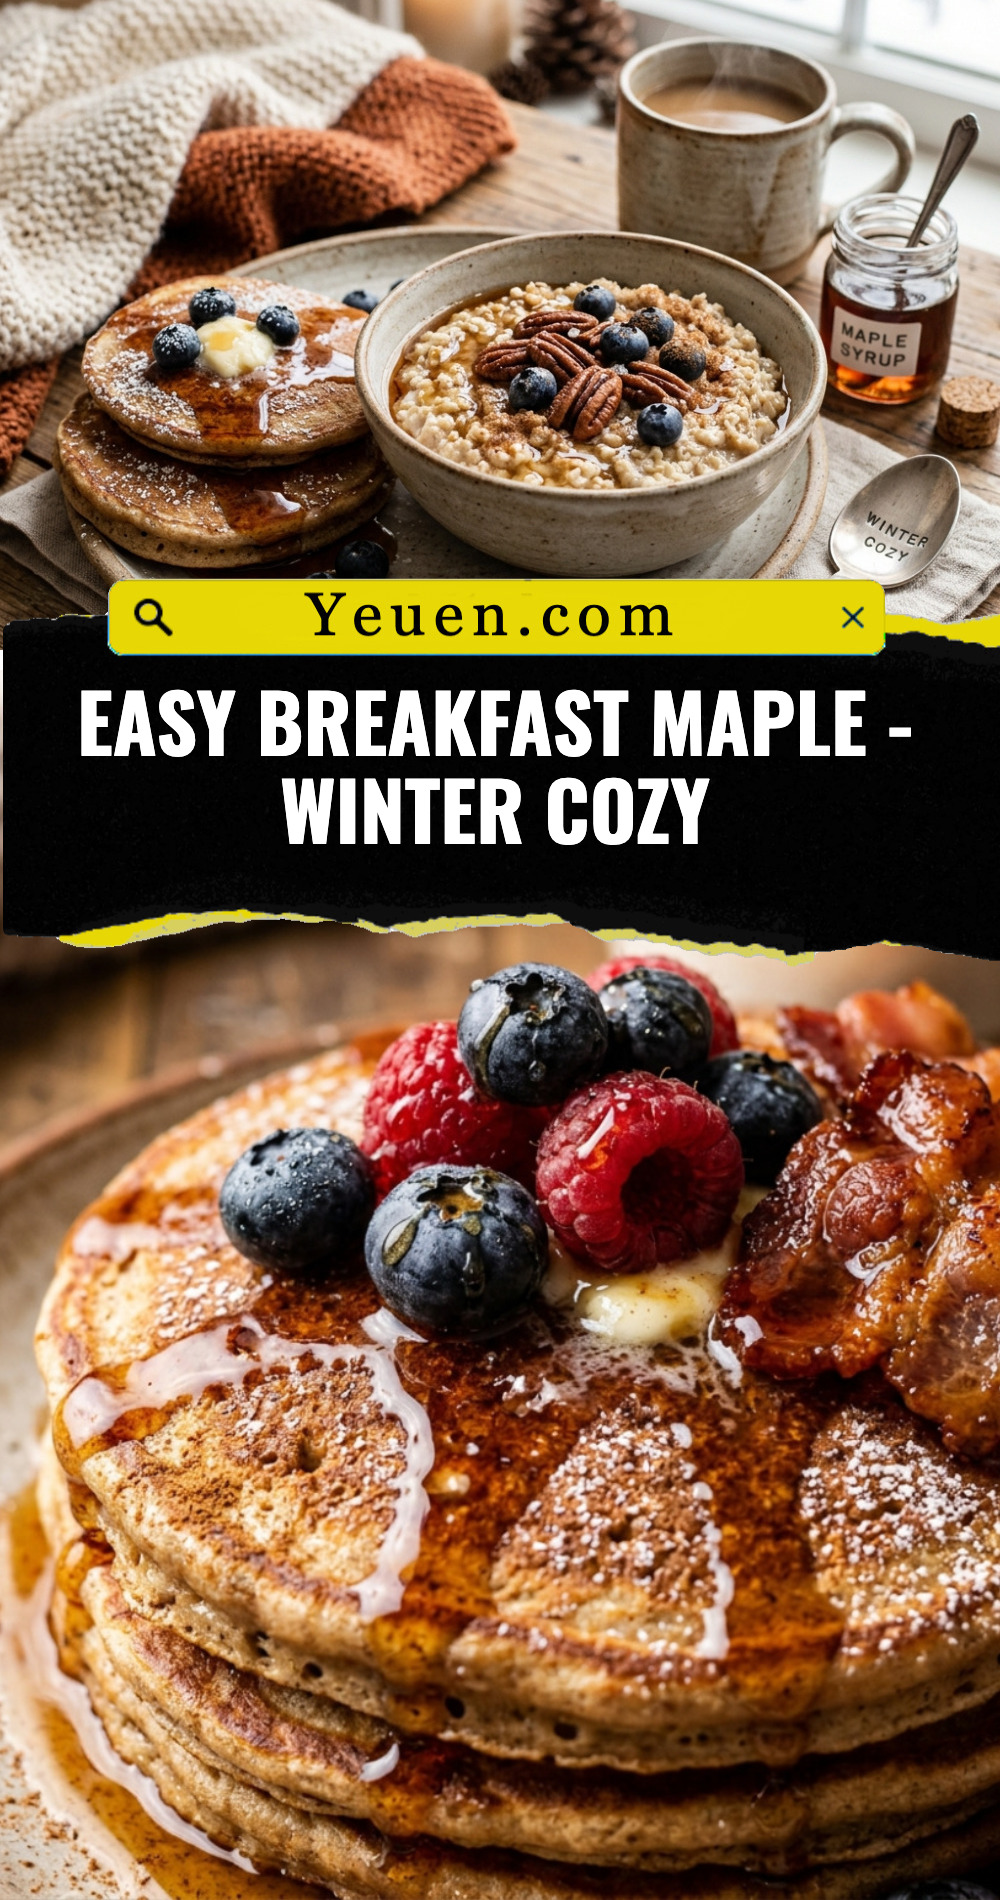 MAPLE
SYRUP
WINTER
COZY
Yeuen.com
EASY BREAKFAST MAPLE -
WINTER COZY